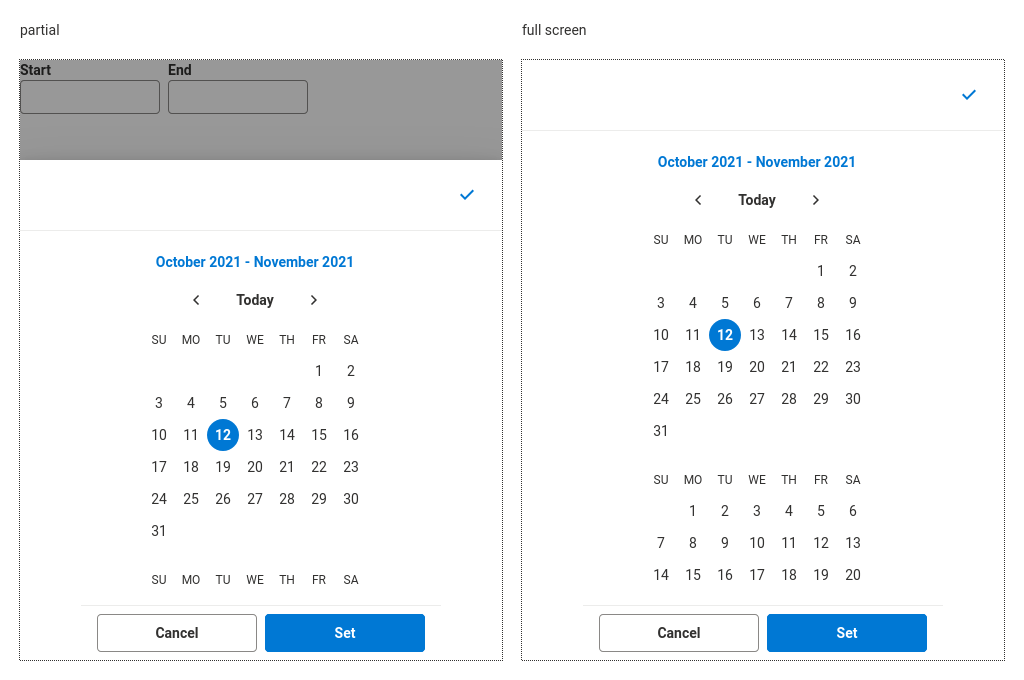 partial
Start End
October 2021 - November 2021
Today
SU MO TU WE TH FR SA
1 2
3 4 5 6 7 8 9
10 11 12 13 14 15 16
17 18 19 20 21 22 23
24 25 26 27 28 29 30
31
SU MO TU WE TH FR SA
Cancel Set
full screen
October 2021 - November 2021
Today
SU MO TU WE TH FR SA
1 2
3 4 5 6 7 8 9
10 11 12 13 14 15 16
17 18 19 20 21 22 23
24 25 26 27 28 29 30
31
SU MO TU WE TH FR SA
1 2 3 4 5 6
7 8 9 10 11 12 13
14 15 16 17 18 19 20
Cancel Set